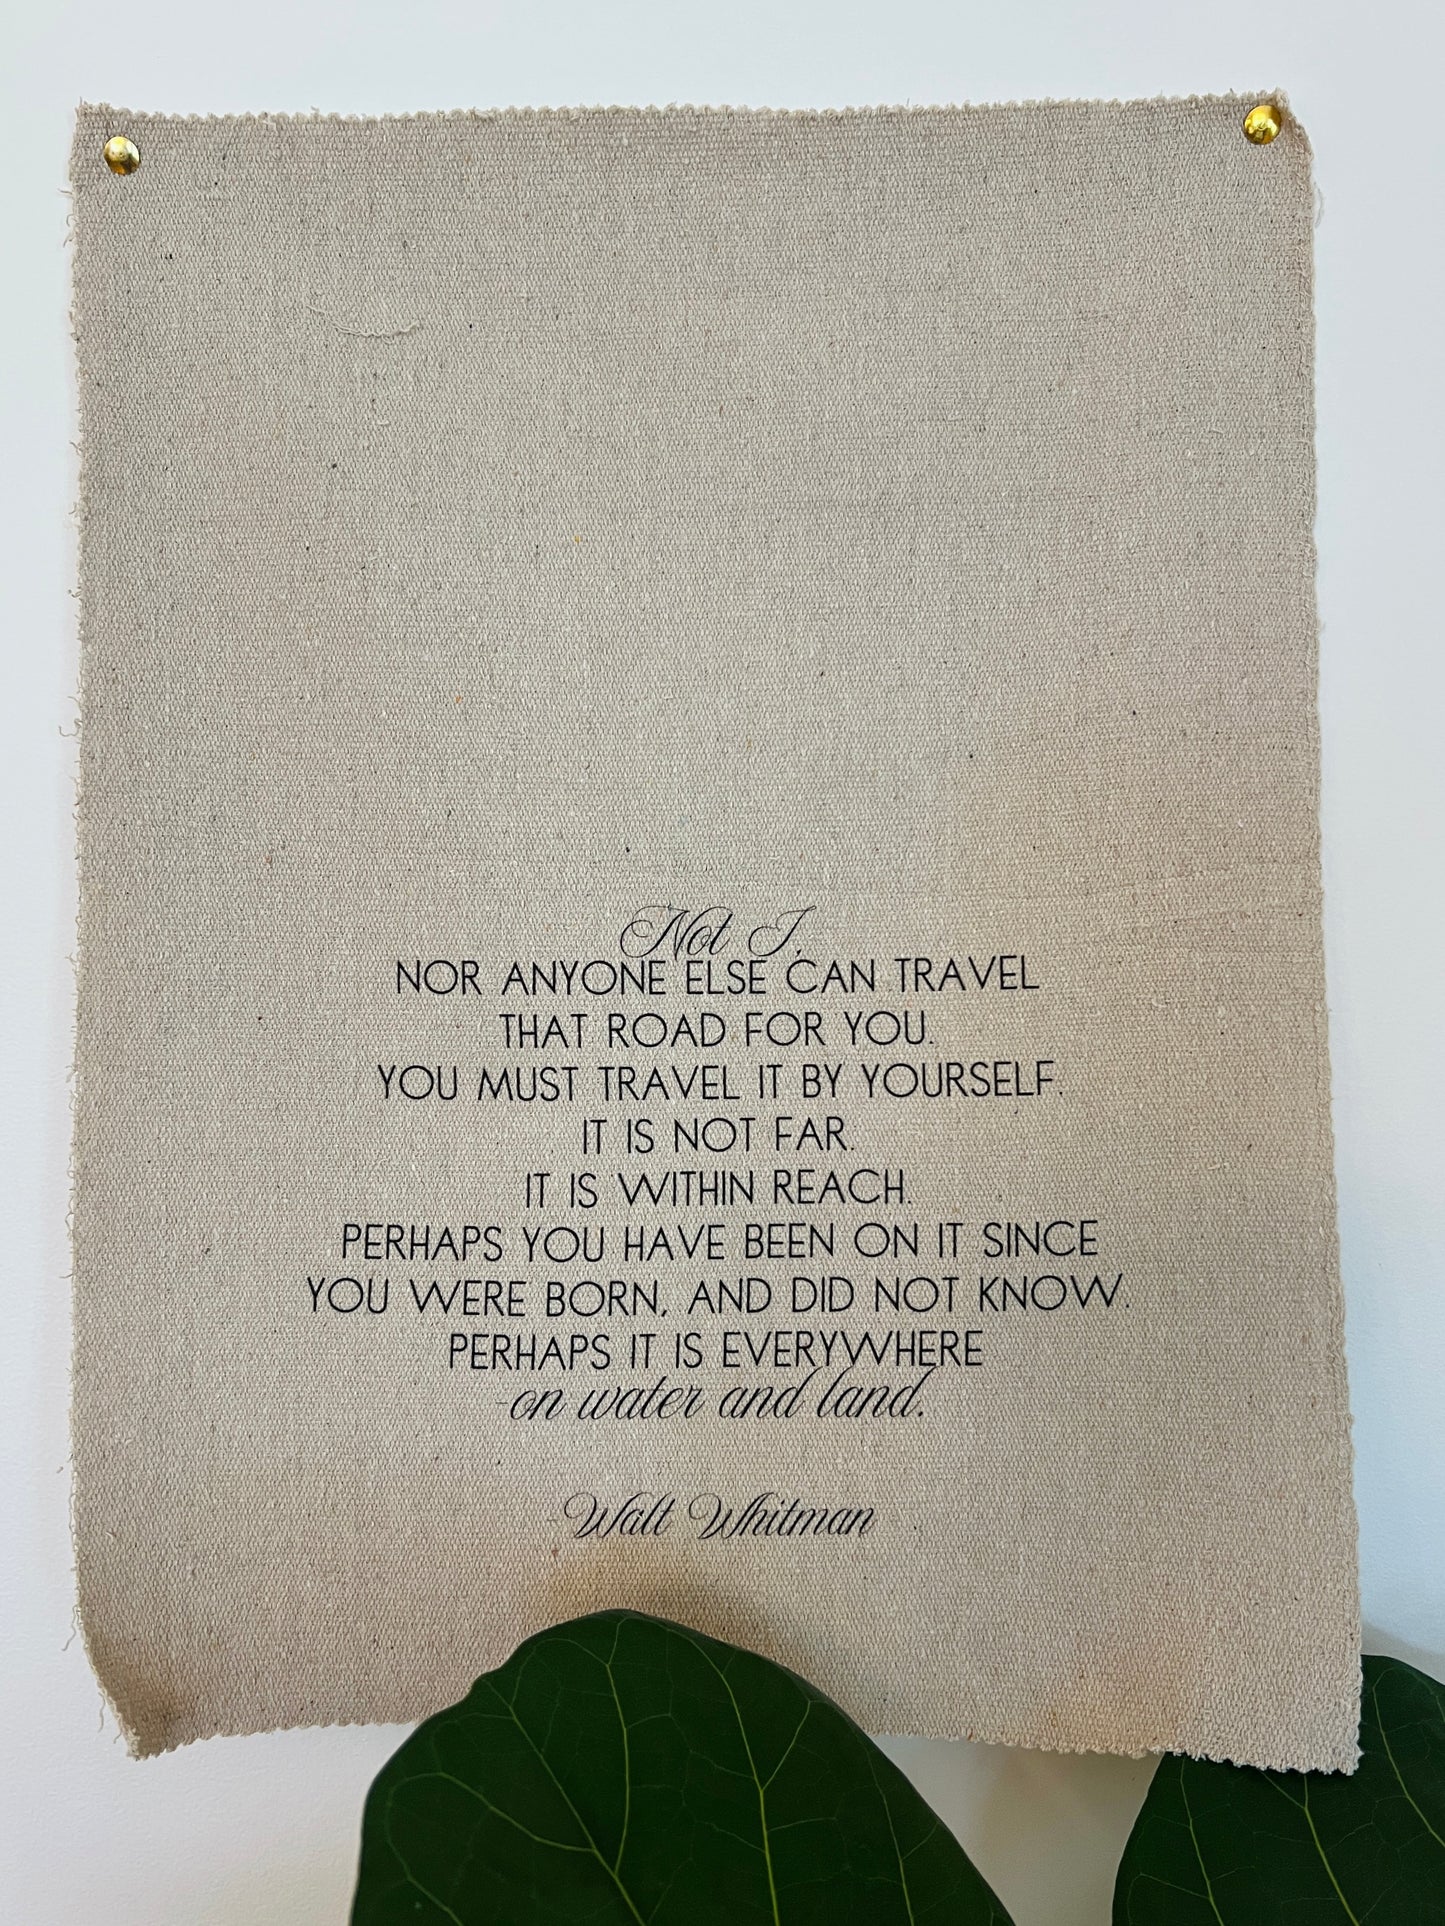 Not I,
NOR ANYONE ELSE CAN TRAVEL
THAT ROAD FOR YOU.
YOU MUST TRAVEL IT BY YOURSELF.
IT IS NOT FAR.
IT IS WITHIN REACH.
PERHAPS YOU HAVE BEEN ON IT SINCE
YOU WERE BORN, AND DID NOT KNOW.
PERHAPS IT IS EVERYWHERE
-on water and land.
-Walt Whitman